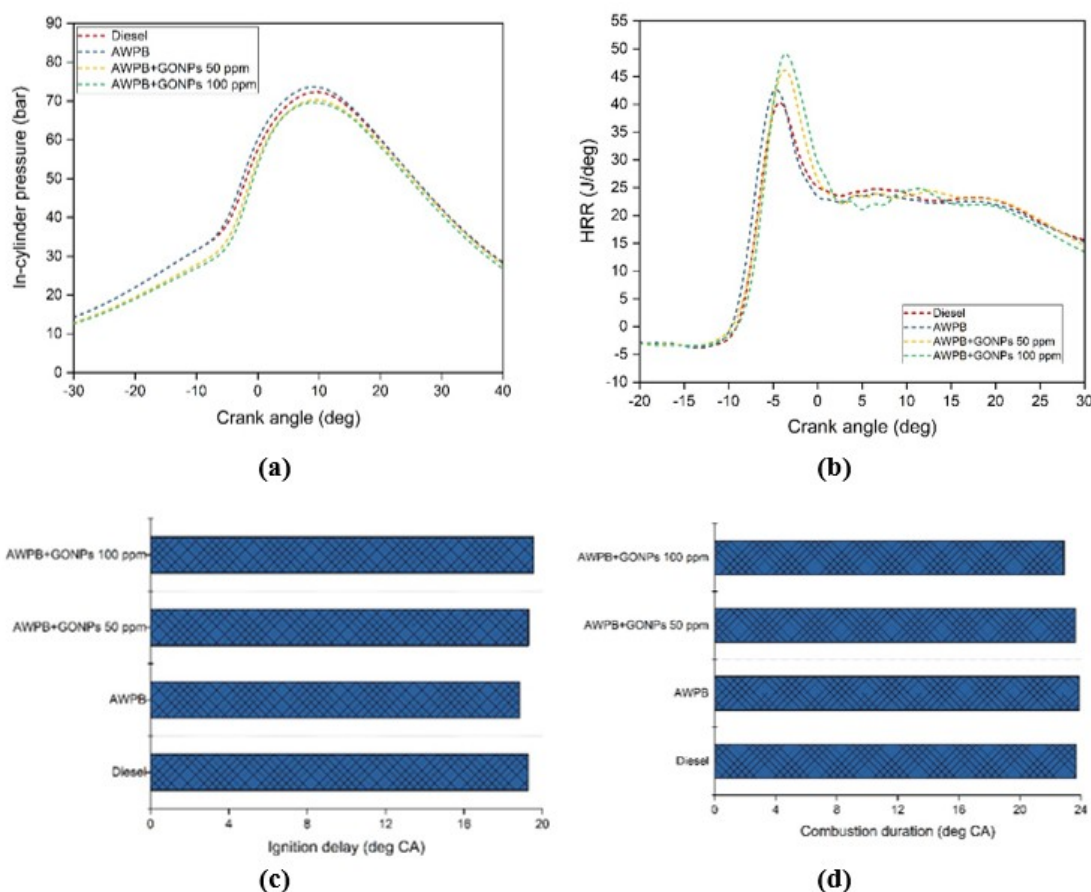 90
80
70
60
50
40
30
20
10
0
In-cylinder pressure (bar)
Diesel
AWPB
AWPB+GONPs 50 ppm
AWPB+GONPs 100 ppm
-30
-20
-10
0
10
20
30
40
Crank angle (deg)
(a)
55
50
45
40
35
30
25
20
15
10
5
0
-5
-10
HRR (J/deg)
Diesel
AWPB
AWPB+GONPs 50 ppm
AWPB+GONPs 100 ppm
-20
-15
-10
-5
0
5
10
15
20
25
30
Crank angle (deg)
(b)
AWPB+GONPs 100 ppm
AWPB+GONPs 50 ppm
AWPB
Diesel
0
4
8
12
16
20
Ignition delay (deg CA)
(c)
AWPB+GONPs 100 ppm
AWPB+GONPs 50 ppm
AWPB
Diesel
0
4
8
12
16
20
24
Combustion duration (deg CA)
(d)